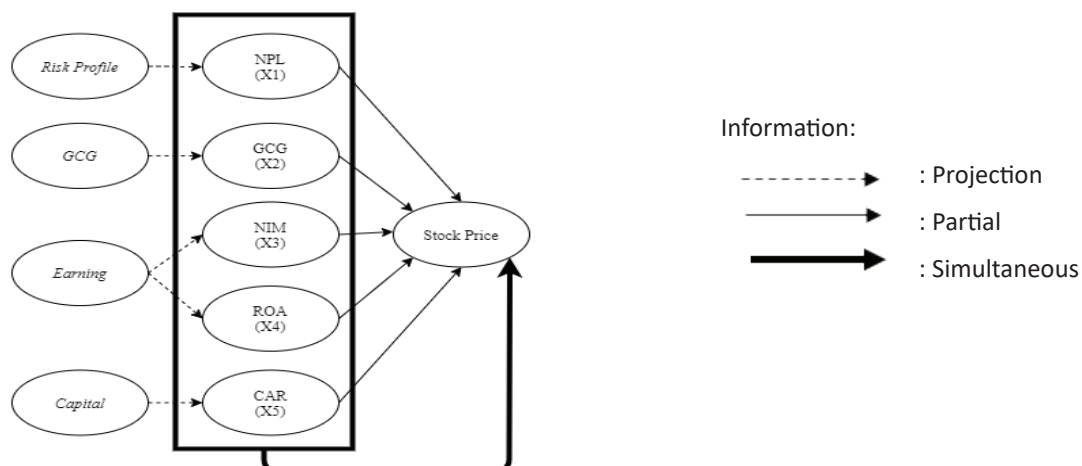 Risk Profile
NPL
(X1)
GCG
GCG
(X2)
Earning
NIM
(X3)
ROA
(X4)
Capital
CAR
(X5)
Stock Price
Information:
: Projection
: Partial
: Simultaneous